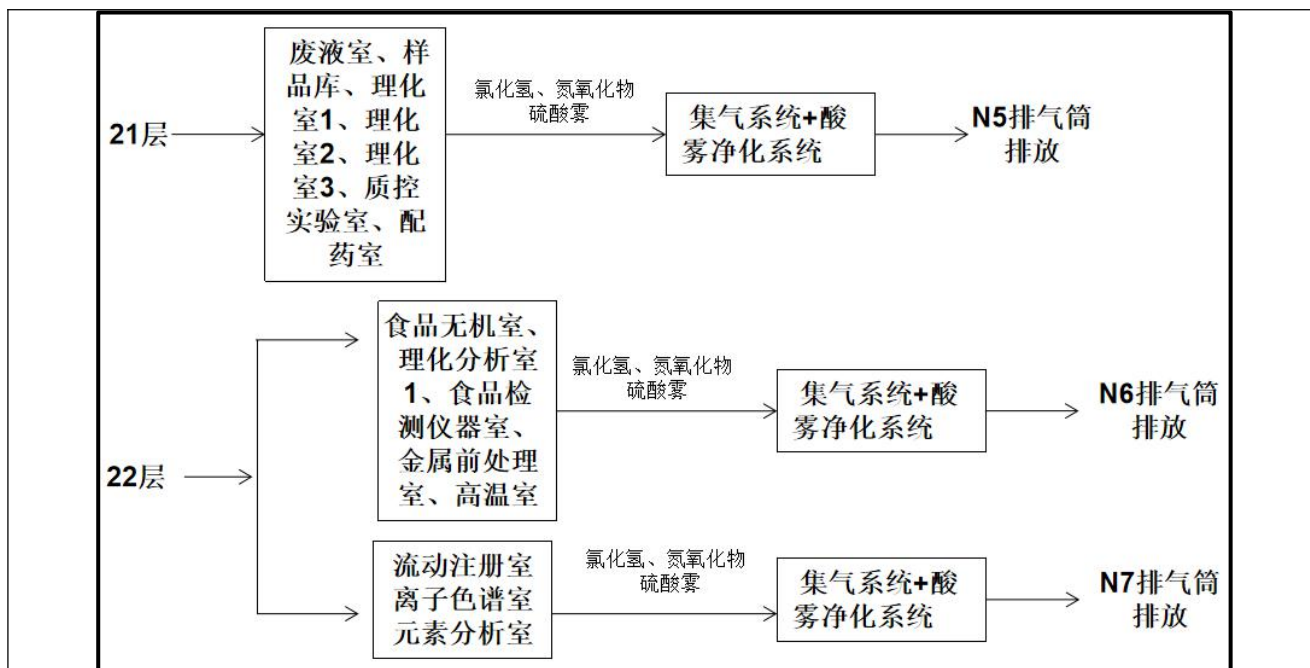 废液室、样
品库、理化
室1、理化
室2、理化
室3、质控
实验室、配
药室
21层
氯化氢、氮氧化物
硫酸雾
集气系统+酸
雾净化系统
N5排气筒
排放
22层
食品无机室、
理化分析室
1、食品检
测仪器室、
金属前处理
室、高温室
氯化氢、氮氧化物
硫酸雾
集气系统+酸
雾净化系统
N6排气筒
排放
流动注册室
离子色谱室
元素分析室
氯化氢、氮氧化物
硫酸雾
集气系统+酸
雾净化系统
N7排气筒
排放